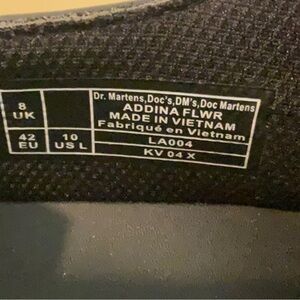 8
UK
42
EU
10
US L
Dr. Martens,Doc's,DM's,Doc Martens
ADDINA FLWR
MADE IN VIETNAM
Fabriqué en Vietnam
LA004
KV 04 X